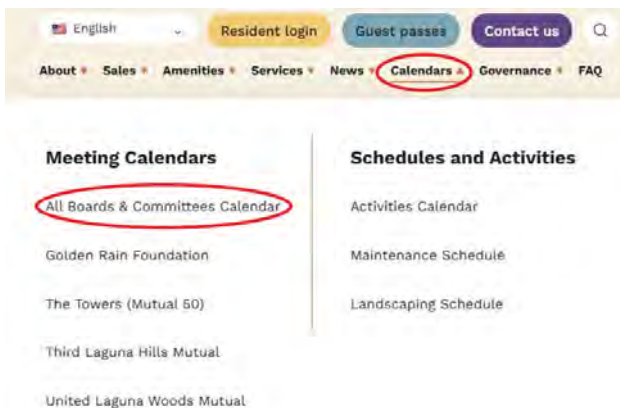 English
Resident login
Guest passes
Contact us
About Sales Amenities Services News Calendars Governance FAQ
Meeting Calendars
All Boards & Committees Calendar
Golden Rain Foundation
The Towers (Mutual 50)
Third Laguna Hills Mutual
United Laguna Woods Mutual
Schedules and Activities
Activities Calendar
Maintenance Schedule
Landscaping Schedule